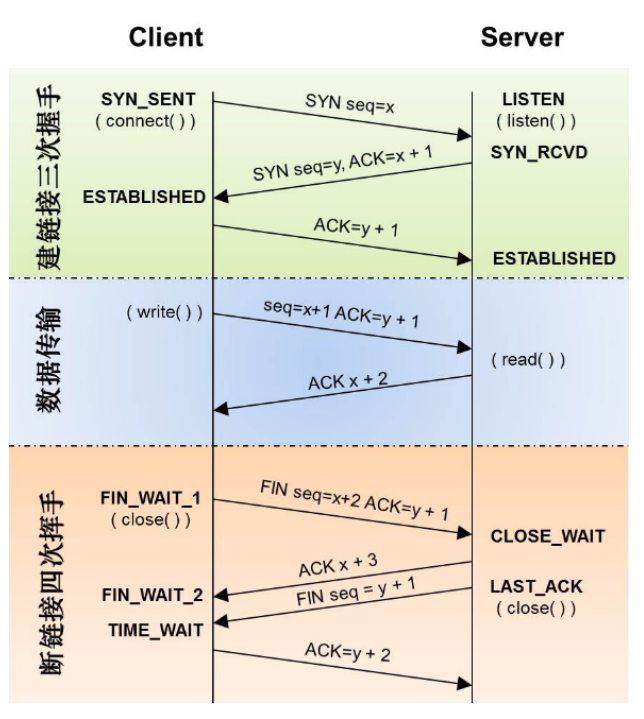 Client
Server
建链接三次握手
SYN_SENT
( connect( ) )
SYN seq=x
LISTEN
( listen( ) )
SYN_RCVD
SYN seq=y, ACK=x + 1
ESTABLISHED
ACK=y + 1
ESTABLISHED
数据传输
( write( ) )
seq=x+1 ACK=y + 1
( read( ) )
ACK x + 2
断链接四次挥手
FIN_WAIT_1
( close( ) )
FIN seq=x+2 ACK=y + 1
CLOSE_WAIT
ACK x + 3
FIN_WAIT_2
FIN seq = y + 1
LAST_ACK
( close( ) )
TIME_WAIT
ACK=y + 2